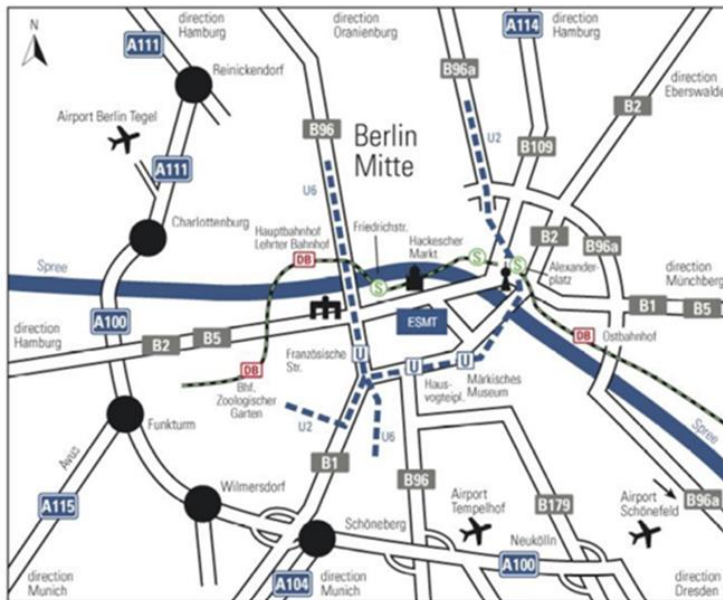 N
direction
Hamburg
direction
Oranienburg
A114
direction
Hamburg
A111
B96a
Reinickendorf
direction
Eberswalde
B2
Airport Berlin Tegel
B96
Berlin
Mitte
U2
B109
A111
U6
Charlottenburg
Hauptbahnhof
Lehrter Bahnhof
Friedrichstr.
Hackescher
Markt
B2
B96a
DB
S
S
S
Alexander-
platz
Spree
direction
Münchberg
A100
B1
B5
direction
Hamburg
B2
B5
ESMT
DB
Ostbahnhof
Französische
Str.
U
U
U
DB
Bhf.
Zoologischer
Garten
Haus-
vogteipl.
Märkisches
Museum
U2
U6
Spree
Funkturm
Avus
B1
B96
Wilmersdorf
Airport
Tempelhof
Airport
Schönefeld
B96a
A115
B179
Schöneberg
Neukölln
A100
direction
Munich
A104
direction
Munich
direction
Dresden